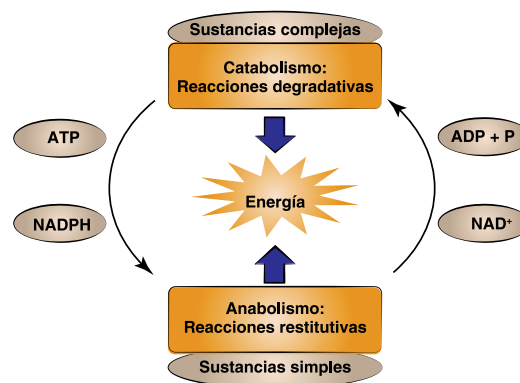 Sustancias complejas
Catabolismo:
Reacciones degradativas
ATP
ADP + P
Energía
NADPH
NAD⁺
Anabolismo:
Reacciones restitutivas
Sustancias simples